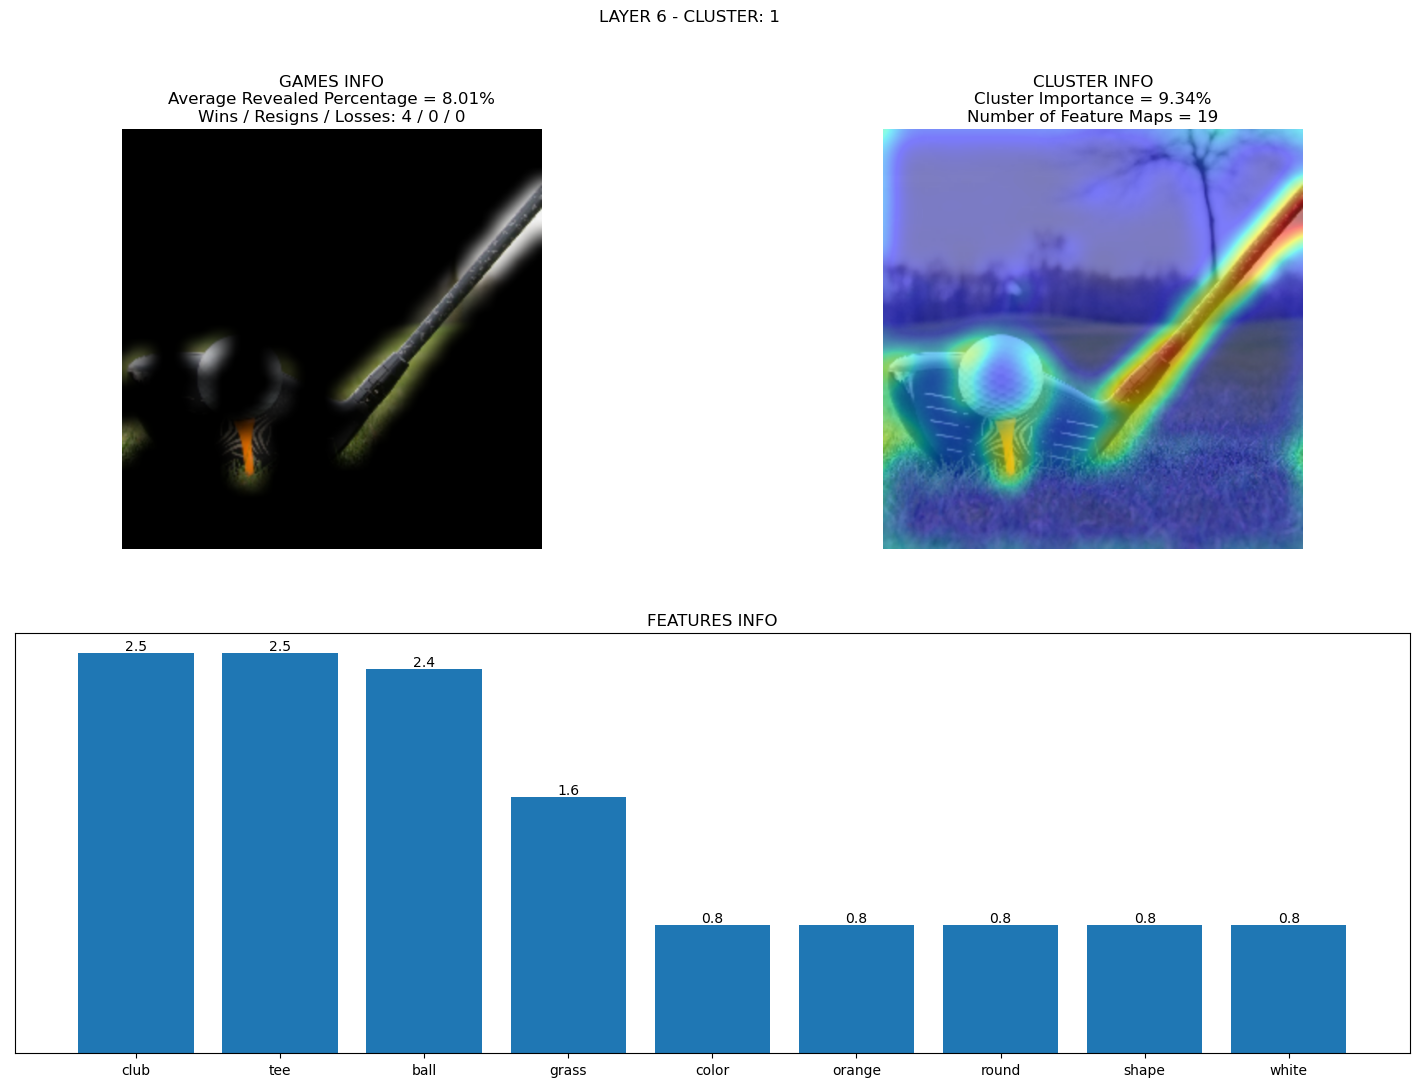 LAYER 6 - CLUSTER: 1
GAMES INFO
Average Revealed Percentage = 8.01%
Wins / Resigns / Losses: 4 / 0 / 0
CLUSTER INFO
Cluster Importance = 9.34%
Number of Feature Maps = 19
FEATURES INFO
2.5 2.5 2.4 1.6 0.8 0.8 0.8 0.8 0.8
club tee ball grass color orange round shape white